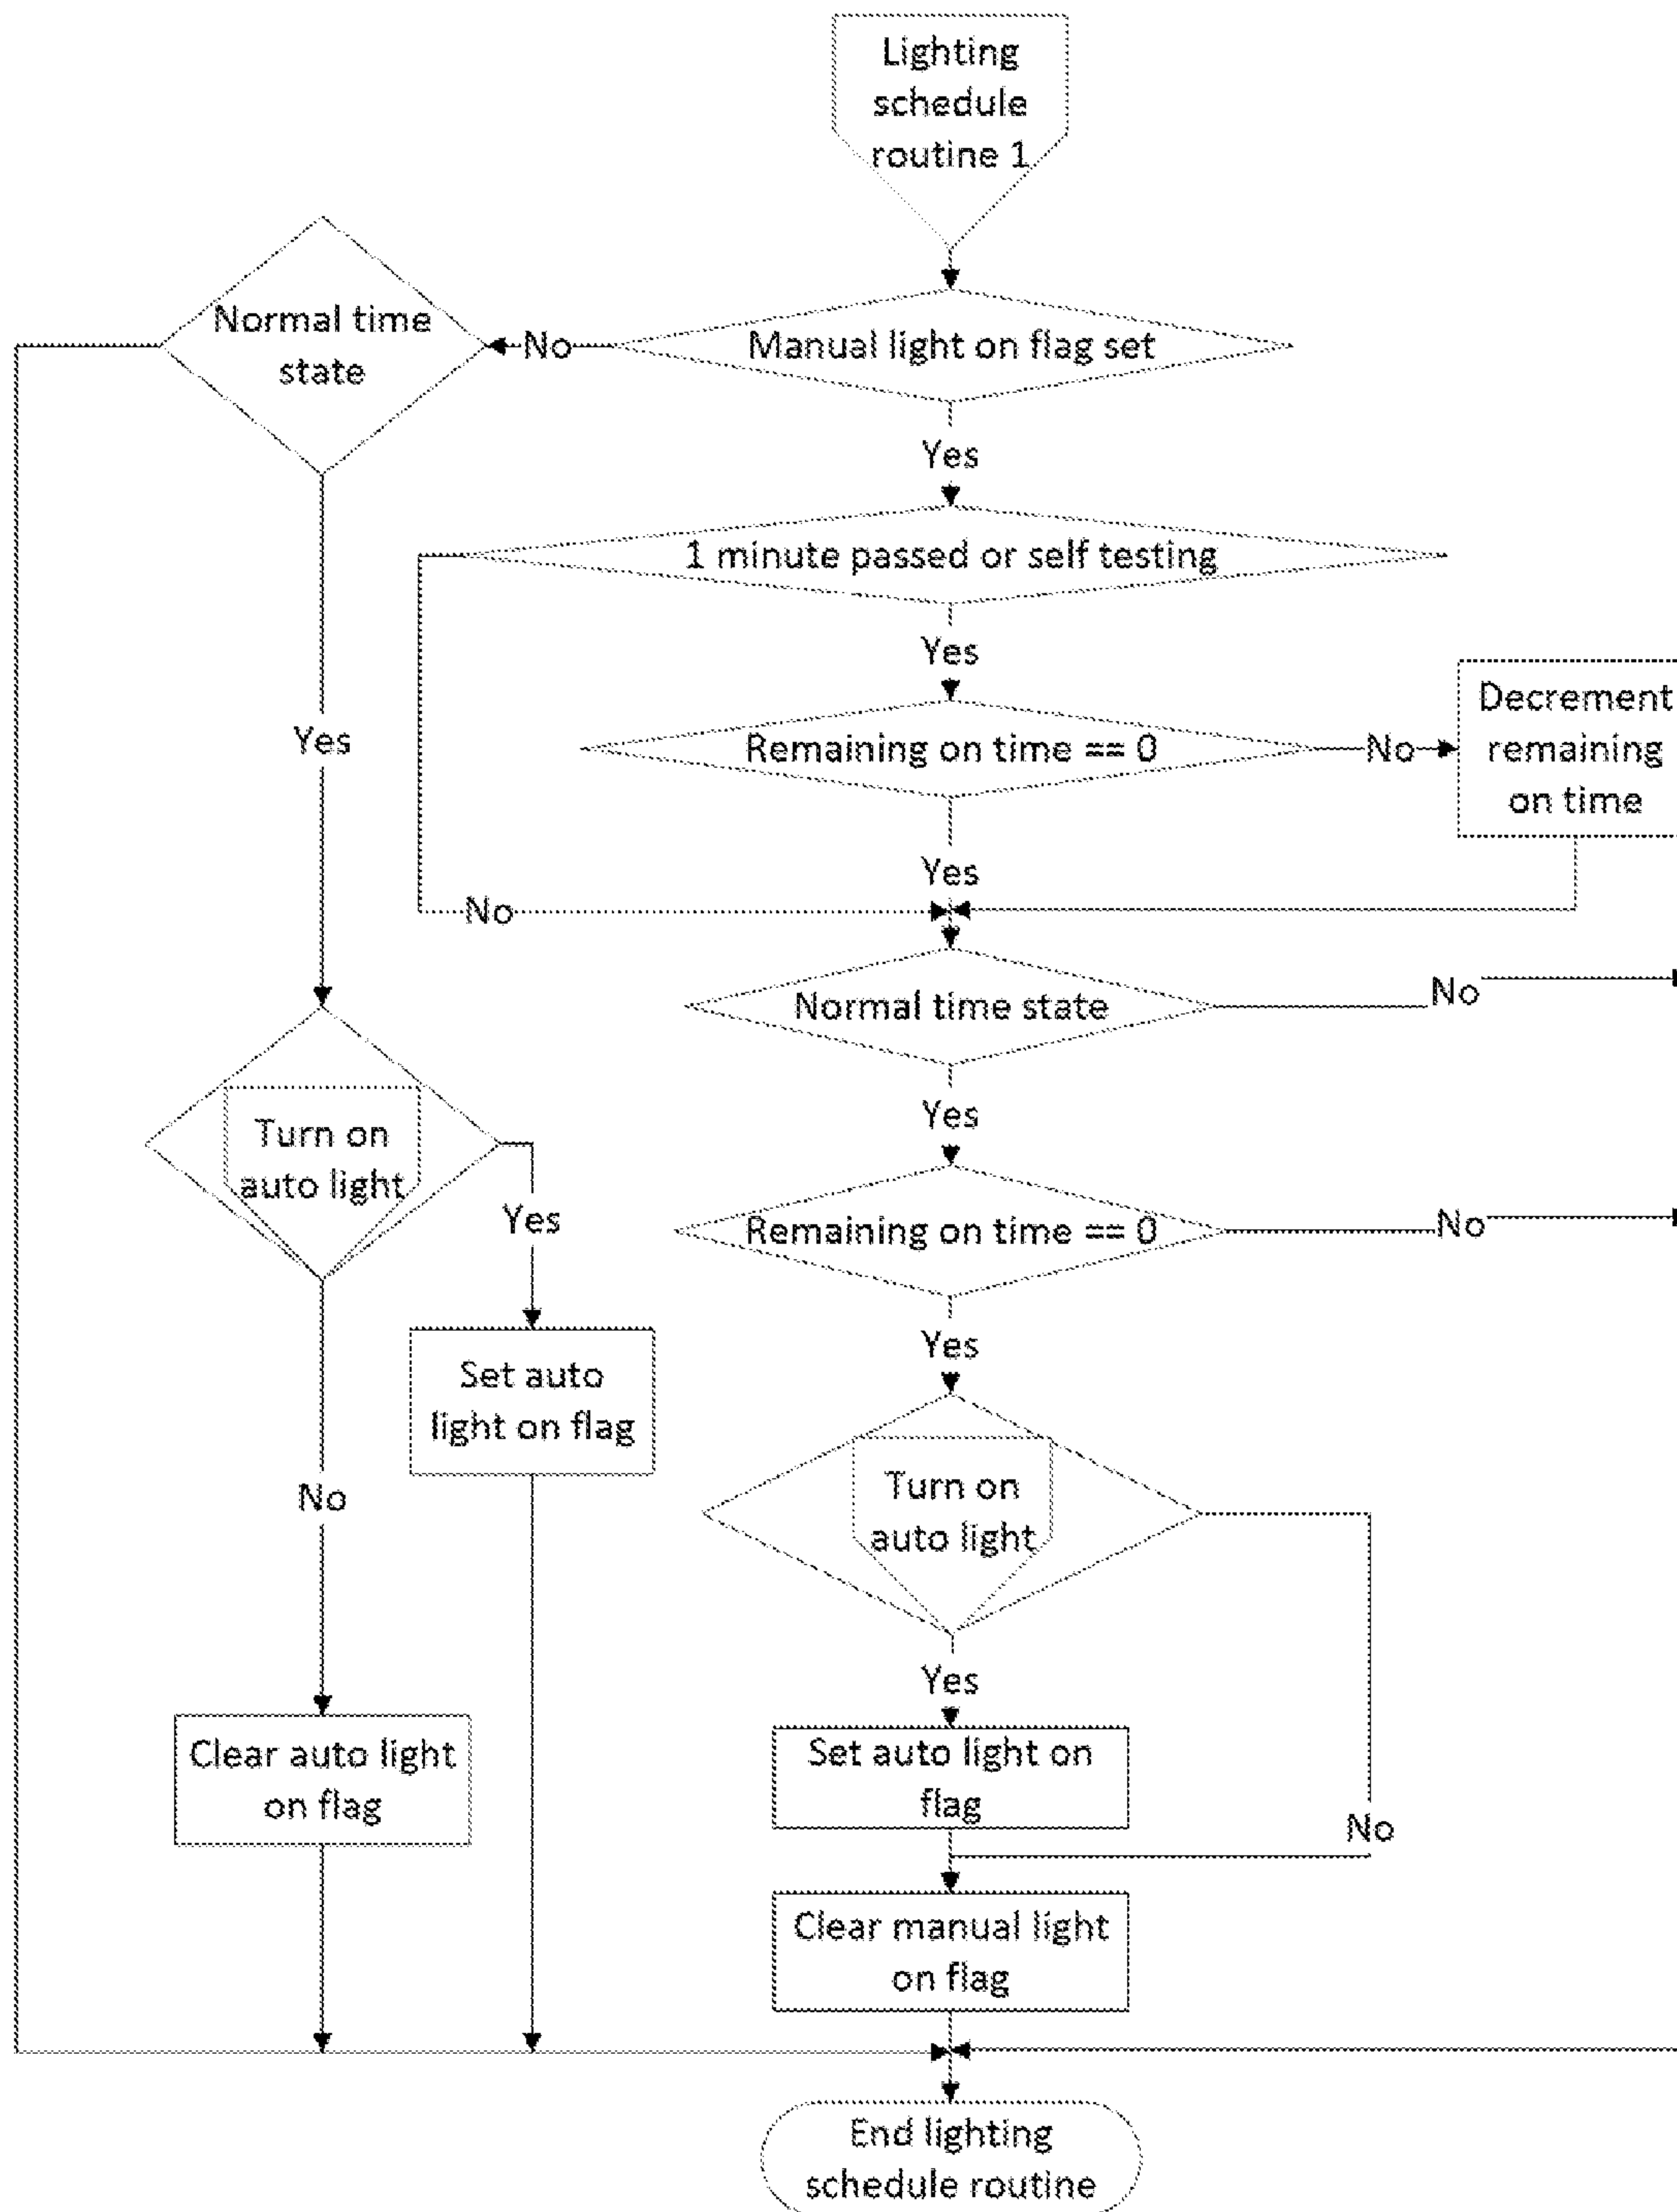 Lighting
schedule
routine 1
Normal time
state
No
Manual light on flag set
Yes
1 minute passed or self testing
Yes
Remaining on time == 0
No
Decrement
remaining
on time
Yes
Yes
No
Normal time state
No
Yes
Turn on
auto light
Yes
Remaining on time == 0
No
Yes
Set auto
light on flag
No
Turn on
auto light
Yes
Clear auto light
on flag
Set auto light on
flag
No
Clear manual light
on flag
End lighting
schedule routine